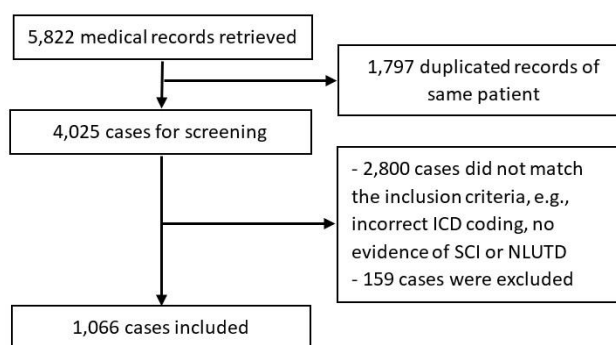 5,822 medical records retrieved
1,797 duplicated records of
same patient
4,025 cases for screening
- 2,800 cases did not match
the inclusion criteria, e.g.,
incorrect ICD coding, no
evidence of SCI or NLUTD
- 159 cases were excluded
1,066 cases included